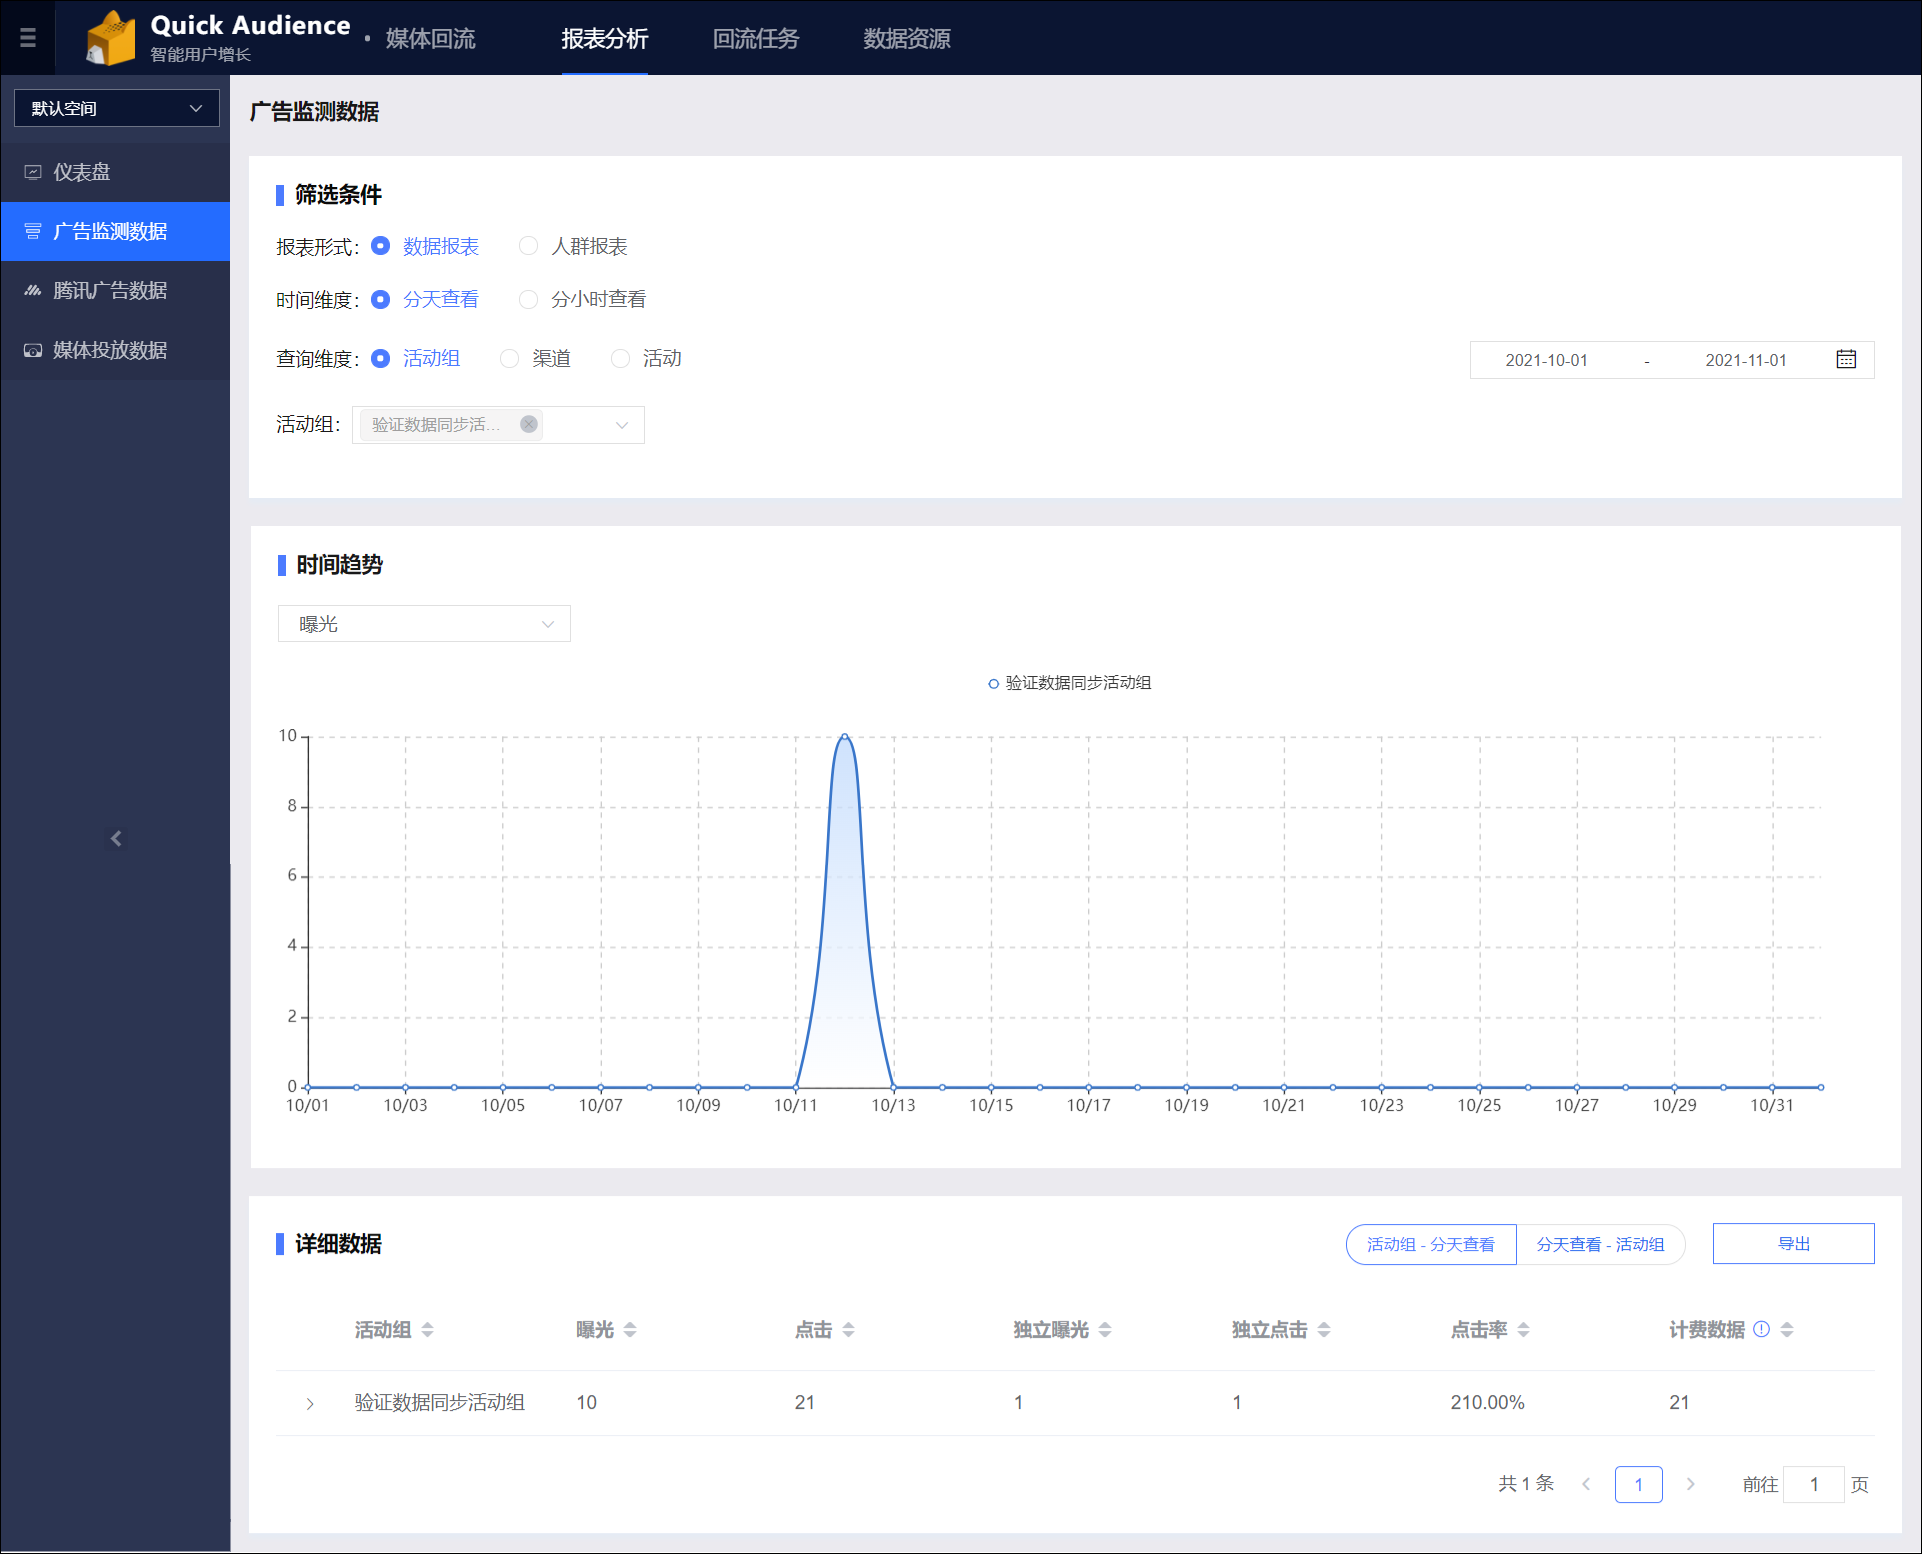 Quick Audience
智能用户增长
· 媒体回流
报表分析
回流任务
数据资源
默认空间
仪表盘
广告监测数据
腾讯广告数据
媒体投放数据
广告监测数据
筛选条件
报表形式: 数据报表 人群报表
时间维度: 分天查看 分小时查看
查询维度: 活动组 渠道 活动
2021-10-01 - 2021-11-01
活动组: 验证数据同步活...
时间趋势
曝光
验证数据同步活动组
10
8
6
4
2
0
10/01 10/03 10/05 10/07 10/09 10/11 10/13 10/15 10/17 10/19 10/21 10/23 10/25 10/27 10/29 10/31
详细数据
活动组 - 分天查看 分天查看 - 活动组 导出
活动组 曝光 点击 独立曝光 独立点击 点击率 计费数据
验证数据同步活动组 10 21 1 1 210.00% 21
共 1 条 1 前往 1 页